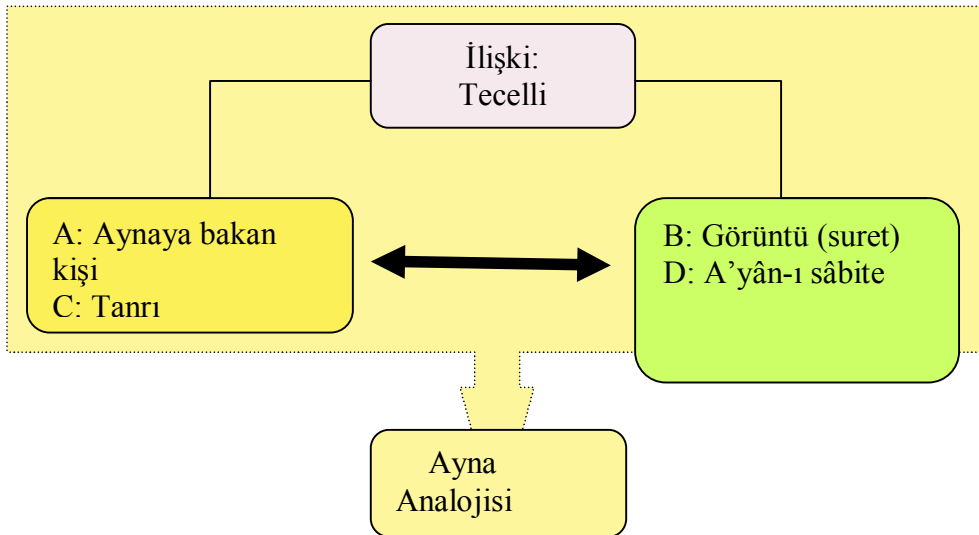 İlişki:
Tecelli
A: Aynaya bakan
kişi
C: Tanrı
B: Görüntü (suret)
D: A’yân-ı sâbite
Ayna
Analojisi